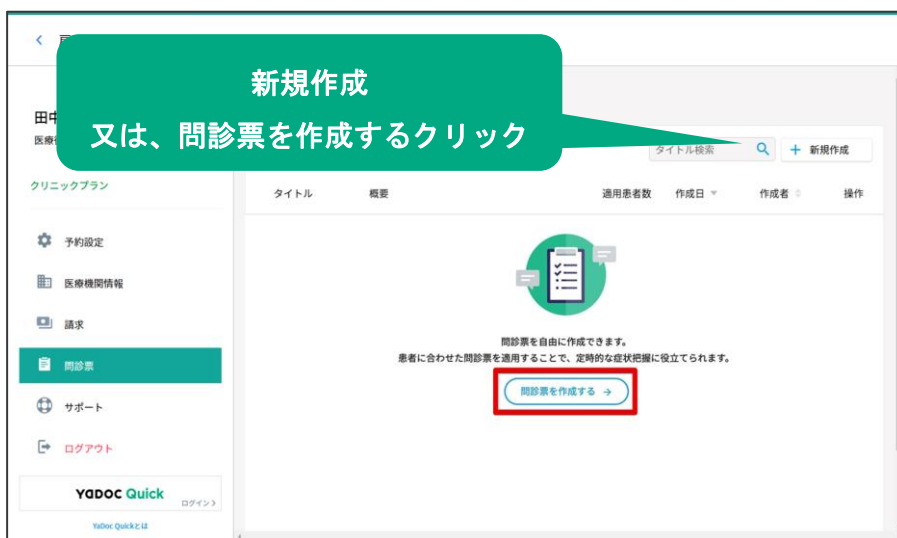 新規作成
又は、問診票を作成するクリック
田中
医療
クリニックプラン
タイトル検索
+ 新規作成
タイトル 概要 適用患者数 作成日 作成者 操作
予約設定
医療機関情報
請求
問診票
サポート
ログアウト
問診票を自由に作成できます。
患者に合わせた問診票を適用することで、定時的な症状把握に役立てられます。
問診票を作成する →
YaDOC Quick
ログイン >
YaDoc Quickとは